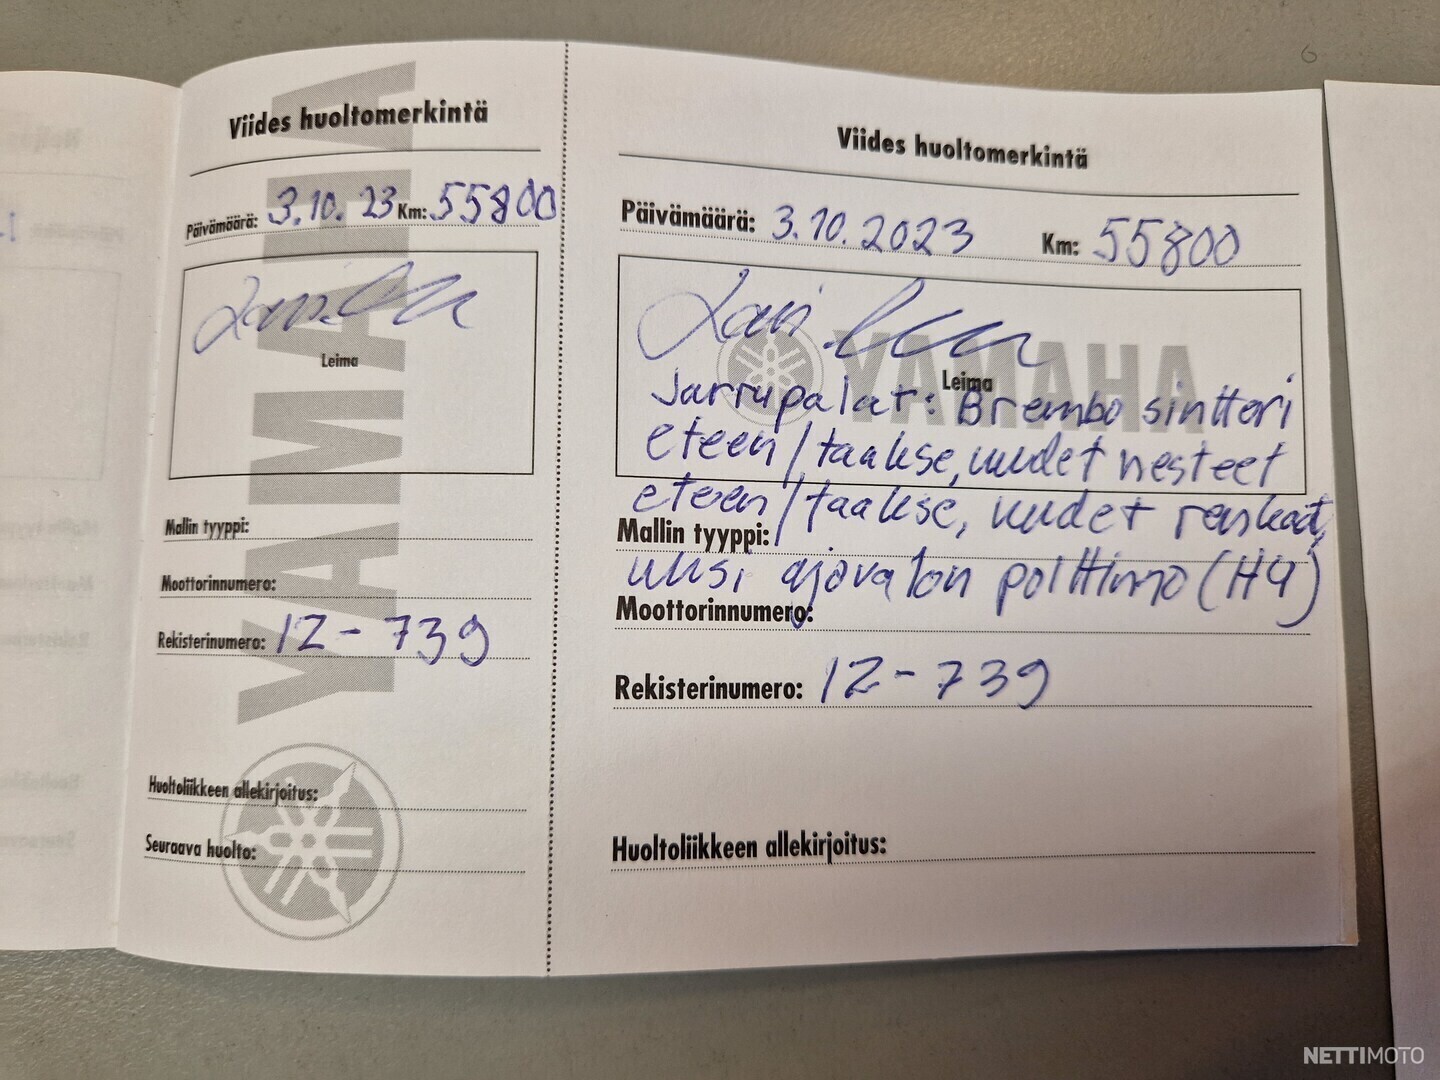 Viides huoltomerkintä
Päivämäärä: 3.10.23 Km: 55800
Leima
Mallin tyyppi:
Moottorinnumero:
Rekisterinumero: IZ-739
Huoltoliikkeen allekirjoitus:
Seuraava huolto:
YAMAHA
Viides huoltomerkintä
Päivämäärä: 3.10.2023 Km: 55800
YAMAHA
Leima
Jarrupalat: Brembo sintteri
eteen/taakse, uudet nesteet
eteen/taakse, uudet renkaat,
Mallin tyyppi:
uksi ajovalon polttimo (H4)
Moottorinnumero:
Rekisterinumero: IZ-739
Huoltoliikkeen allekirjoitus:
NETTIMOTO